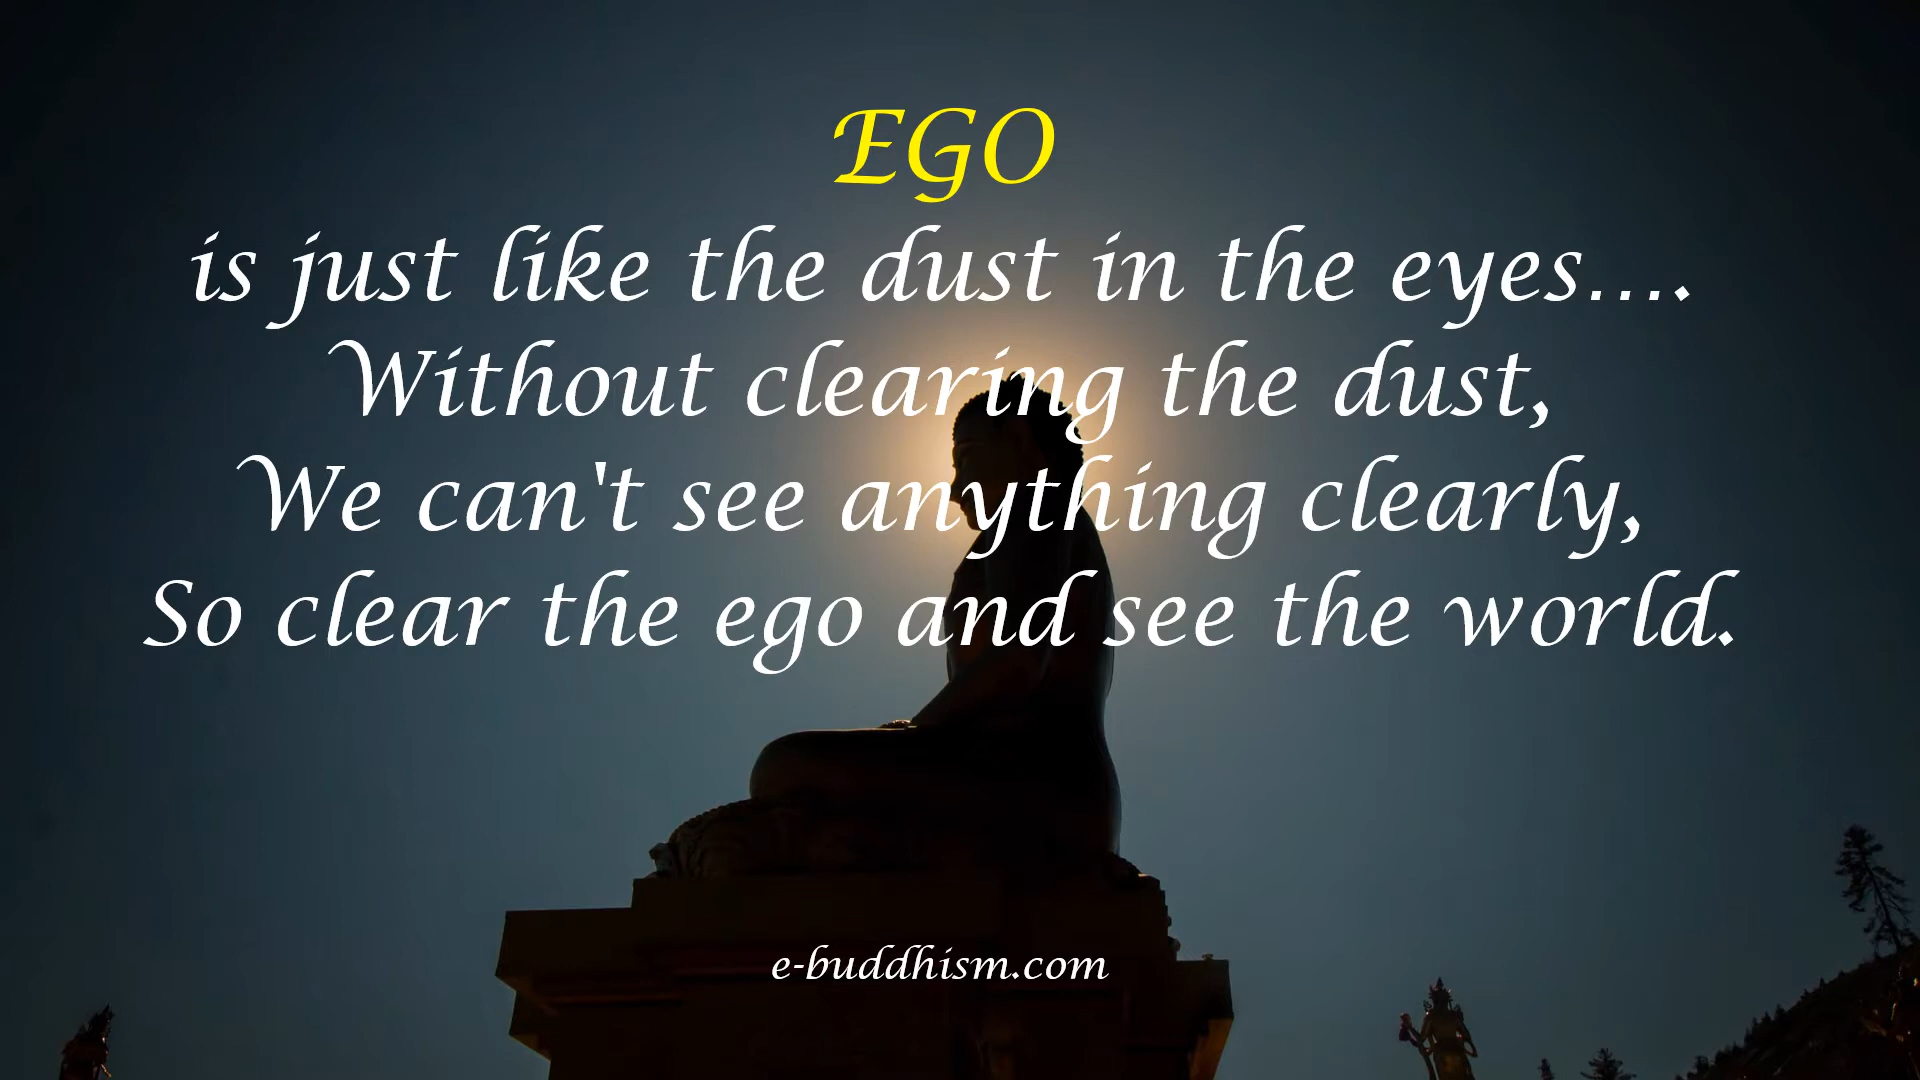 EGO
is just like the dust in the eyes....
Without clearing the dust,
We can't see anything clearly,
So clear the ego and see the world.
e-buddhism.com